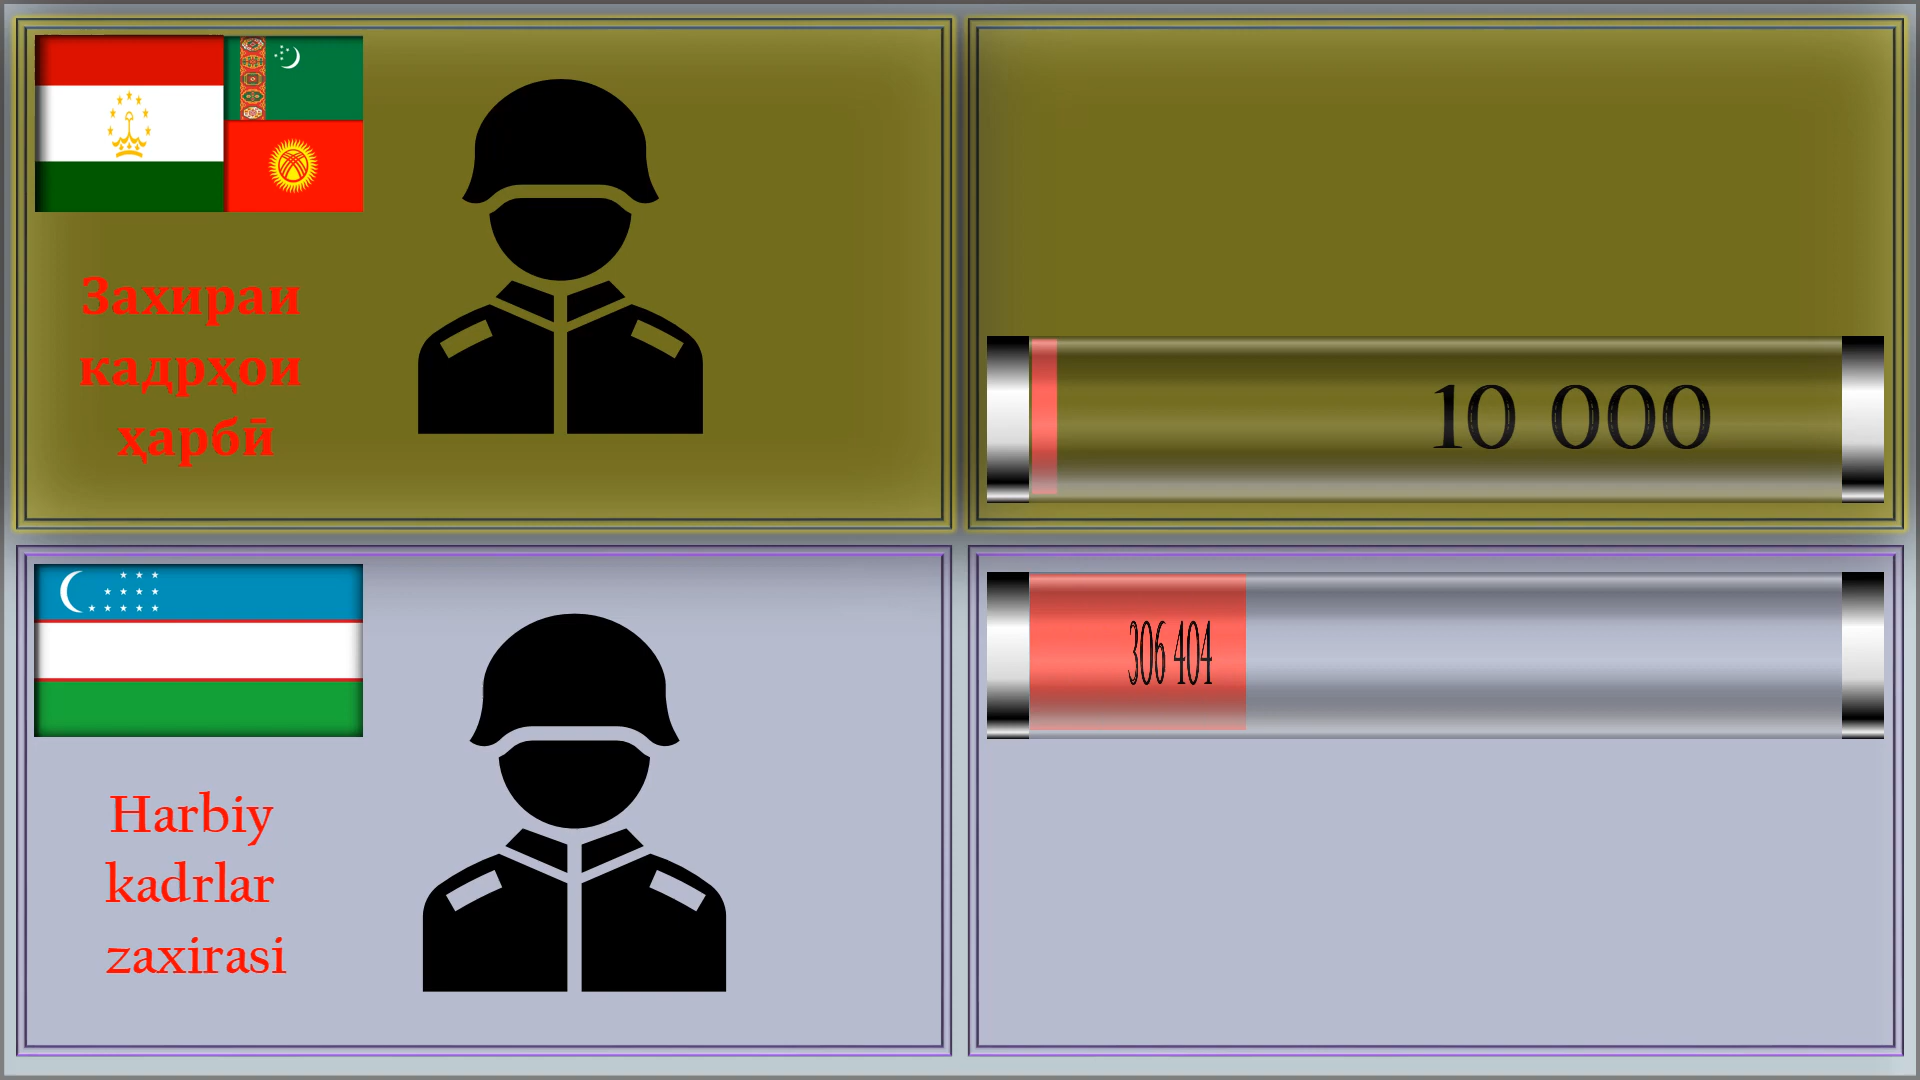 Захираи
кадрҳои
ҳарбӣ
10 000
306 404
Harbiy
kadrlar
zaxirasi